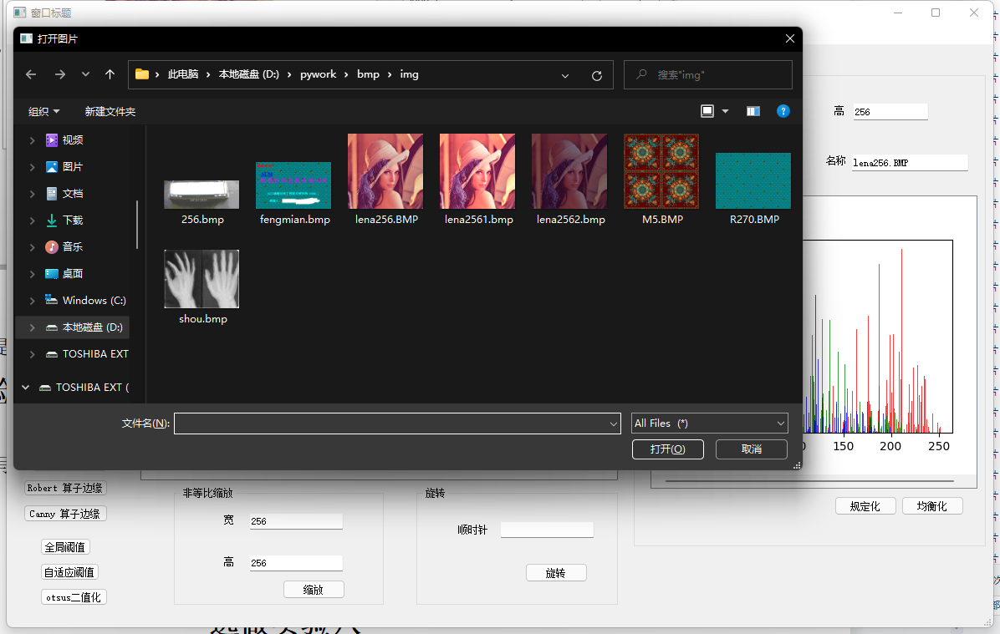 窗口标题
打开图片
此电脑 本地磁盘 (D:) pywork bmp img
搜索"img"
组织 新建文件夹
视频
图片
文档
下载
音乐
桌面
Windows (C:)
本地磁盘 (D:)
TOSHIBA EXT
TOSHIBA EXT (
256.bmp
fengmian.bmp
lena256.BMP
lena2561.bmp
lena2562.bmp
M5.BMP
R270.BMP
shou.bmp
文件名(N):
All Files (*)
打开(O)
取消
高 256
名称 lena256.BMP
150 200 250
规定化
均衡化
Robert 算子边缘
Canny 算子边缘
全局阈值
自适应阈值
otsus二值化
非等比缩放
宽 256
高 256
缩放
旋转
顺时针
旋转